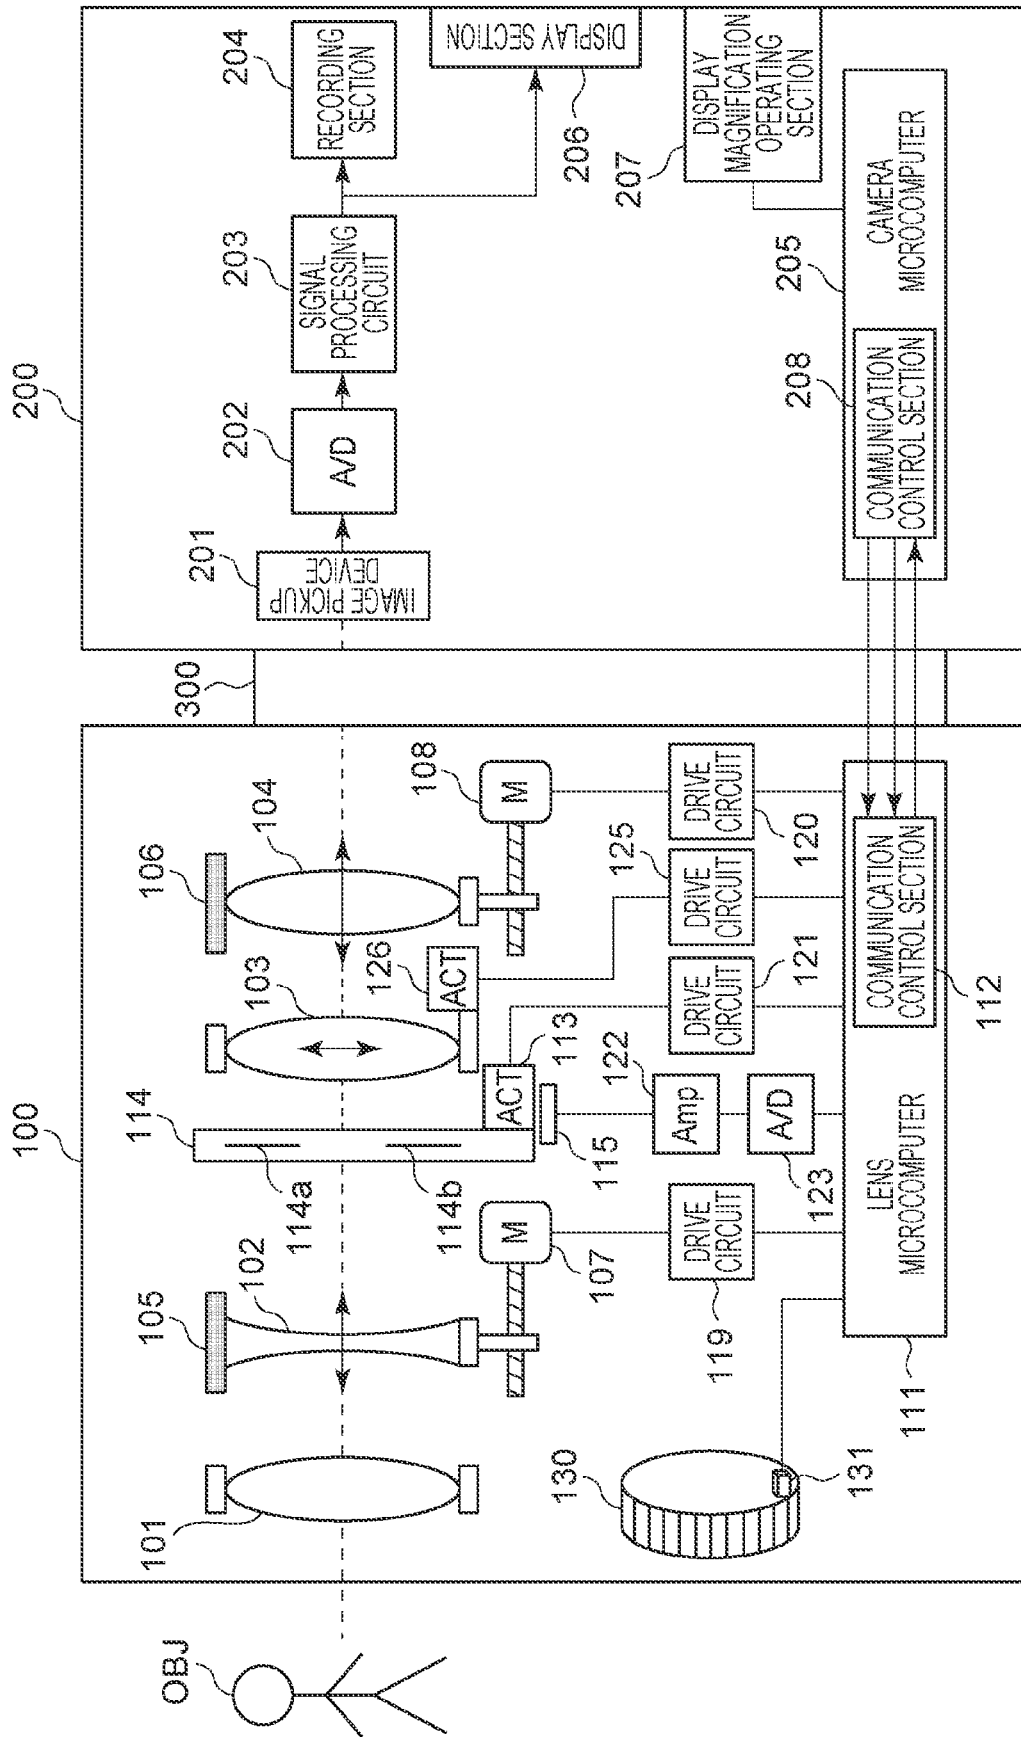 200
204
RECORDING
SECTION
203
SIGNAL
PROCESSING
CIRCUIT
202
A/D
201
IMAGE PICKUP
DEVICE
DISPLAY SECTION
206
DISPLAY
MAGNIFICATION
OPERATING
SECTION
207
205
CAMERA
MICROCOMPUTER
208
COMMUNICATION
CONTROL SECTION
300
100
106
104
108
M
103
126
ACT
113
ACT
114
114a
114b
115
105
102
M
107
101
DRIVE
CIRCUIT
120
125
DRIVE
CIRCUIT
DRIVE
CIRCUIT
121
122
Amp
A/D
123
DRIVE
CIRCUIT
119
COMMUNICATION
CONTROL SECTION
112
LENS
MICROCOMPUTER
111
130
131
OBJ